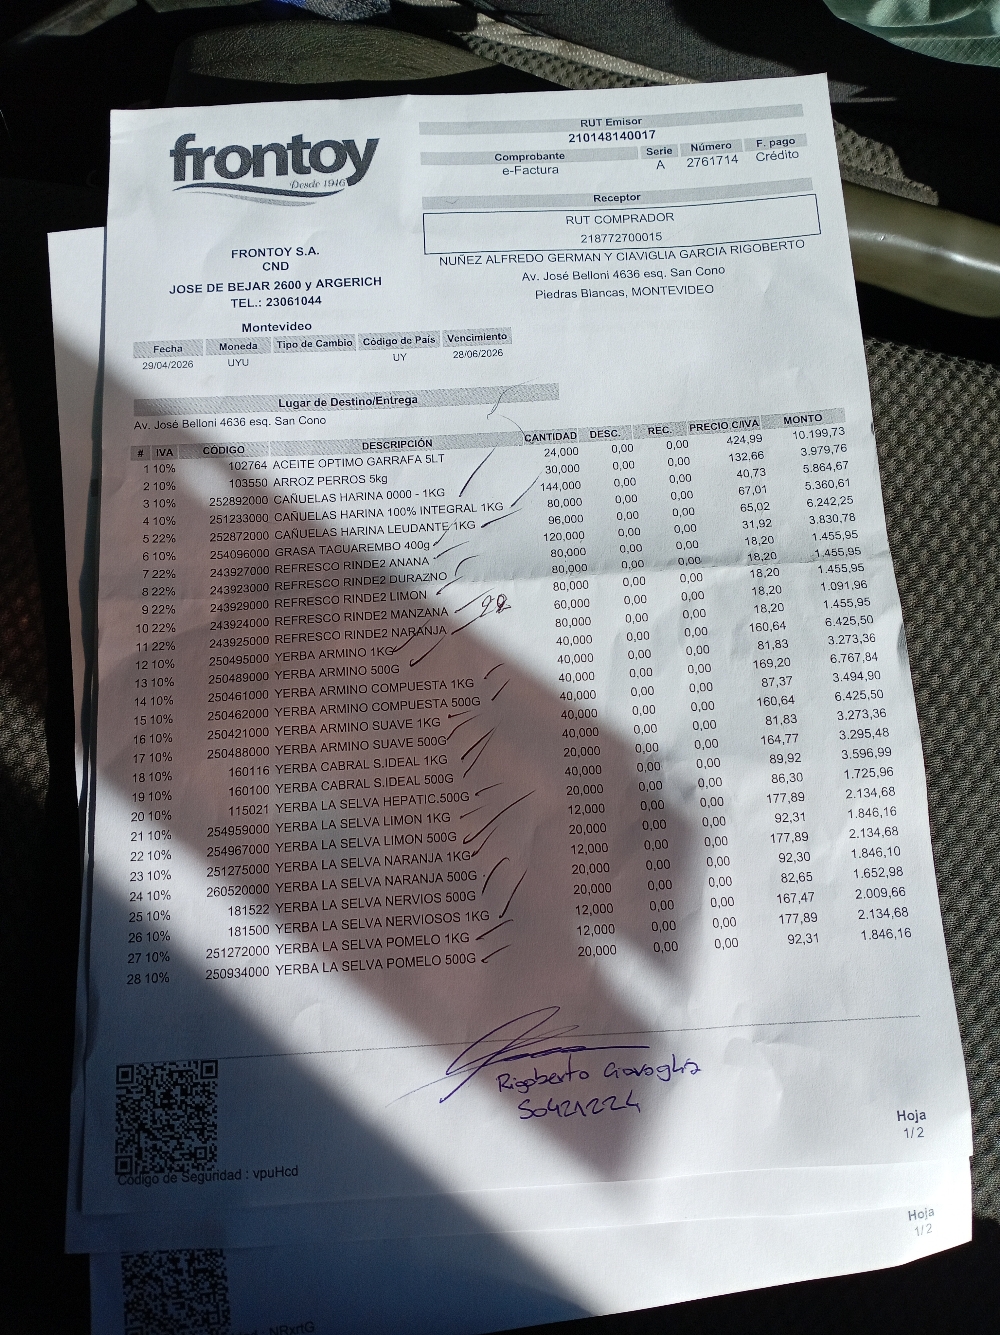 frontoy
Desde 1916
RUT Emisor
210148140017
Comprobante Serie Número F. pago
e-Factura A 2761714 Crédito
Receptor
RUT COMPRADOR
218772700015
NUÑEZ ALFREDO GERMAN Y CIAVIGLIA GARCIA RIGOBERTO
Av. José Belloni 4636 esq. San Cono
Piedras Blancas, MONTEVIDEO
FRONTOY S.A.
CND
JOSE DE BEJAR 2600 y ARGERICH
TEL.: 23061044
Montevideo
Fecha Moneda Tipo de Cambio Código de País Vencimiento
29/04/2026 UYU UY 28/06/2026
Lugar de Destino/Entrega
Av. José Belloni 4636 esq. San Cono
# IVA CÓDIGO DESCRIPCIÓN CANTIDAD DESC. REC. PRECIO C/IVA MONTO
1 10% 102764 ACEITE OPTIMO GARRAFA 5LT 24,000 0,00 0,00 424,99 10.199,73
2 10% 103550 ARROZ PERROS 5kg 30,000 0,00 0,00 132,66 3.979,76
3 10% 252892000 CAÑUELAS HARINA 0000 - 1KG 144,000 0,00 0,00 40,73 5.864,67
4 10% 251233000 CAÑUELAS HARINA 100% INTEGRAL 1KG 80,000 0,00 0,00 67,01 5.360,61
5 22% 252872000 CAÑUELAS HARINA LEUDANTE 1KG 96,000 0,00 0,00 65,02 6.242,25
6 10% 254096000 GRASA TACUAREMBO 400g 120,000 0,00 0,00 31,92 3.830,78
7 22% 243927000 REFRESCO RINDE2 ANANA 80,000 0,00 0,00 18,20 1.455,95
8 22% 243923000 REFRESCO RINDE2 DURAZNO 80,000 0,00 0,00 18,20 1.455,95
9 22% 243929000 REFRESCO RINDE2 LIMON 80,000 0,00 0,00 18,20 1.455,95
10 22% 243924000 REFRESCO RINDE2 MANZANA 60,000 0,00 0,00 18,20 1.091,96
11 22% 243925000 REFRESCO RINDE2 NARANJA 80,000 0,00 0,00 18,20 1.455,95
12 10% 250495000 YERBA ARMINO 1KG 40,000 0,00 0,00 160,64 6.425,50
13 10% 250489000 YERBA ARMINO 500G 40,000 0,00 0,00 81,83 3.273,36
14 10% 250461000 YERBA ARMINO COMPUESTA 1KG 40,000 0,00 0,00 169,20 6.767,84
15 10% 250462000 YERBA ARMINO COMPUESTA 500G 40,000 0,00 0,00 87,37 3.494,90
16 10% 250421000 YERBA ARMINO SUAVE 1KG 40,000 0,00 0,00 160,64 6.425,50
17 10% 250488000 YERBA ARMINO SUAVE 500G 40,000 0,00 0,00 81,83 3.273,36
18 10% 160116 YERBA CABRAL S.IDEAL 1KG 20,000 0,00 0,00 164,77 3.295,48
19 10% 160100 YERBA CABRAL S.IDEAL 500G 40,000 0,00 0,00 89,92 3.596,99
20 10% 115021 YERBA LA SELVA HEPATIC.500G 20,000 0,00 0,00 86,30 1.725,96
21 10% 254959000 YERBA LA SELVA LIMON 1KG 12,000 0,00 0,00 177,89 2.134,68
22 10% 254967000 YERBA LA SELVA LIMON 500G 20,000 0,00 0,00 92,31 1.846,16
23 10% 251275000 YERBA LA SELVA NARANJA 1KG 12,000 0,00 0,00 177,89 2.134,68
24 10% 260520000 YERBA LA SELVA NARANJA 500G 20,000 0,00 0,00 92,30 1.846,10
25 10% 181522 YERBA LA SELVA NERVIOS 500G 20,000 0,00 0,00 82,65 1.652,98
26 10% 181500 YERBA LA SELVA NERVIOSOS 1KG 12,000 0,00 0,00 167,47 2.009,66
27 10% 251272000 YERBA LA SELVA POMELO 1KG 12,000 0,00 0,00 177,89 2.134,68
28 10% 250934000 YERBA LA SELVA POMELO 500G 20,000 0,00 0,00 92,31 1.846,16
Rigoberto
Hoja
1/2
Código de Seguridad : vpuHcd
Hoja
1/2
NRxrtG